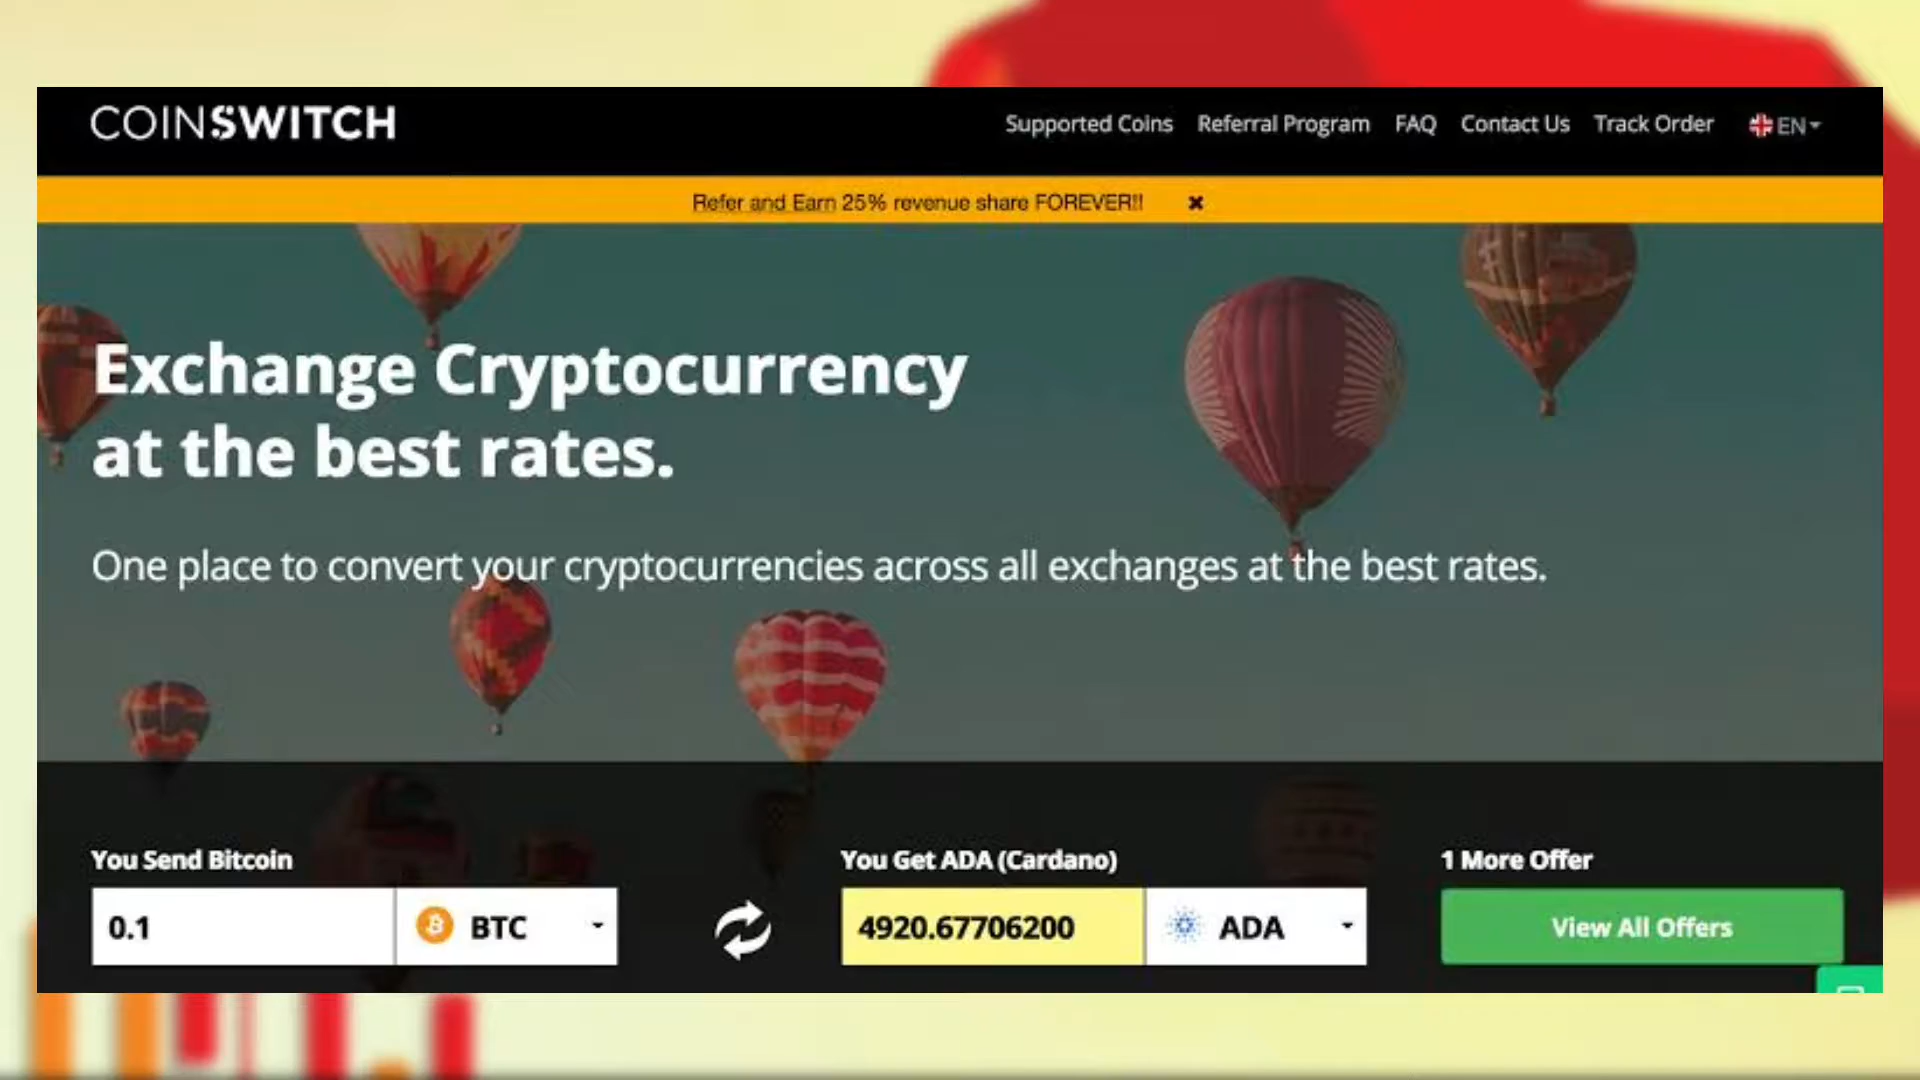 COINSWITCH
Supported Coins Referral Program FAQ Contact Us Track Order EN
Refer and Earn 25% revenue share FOREVER!!
Exchange Cryptocurrency
at the best rates.
One place to convert your cryptocurrencies across all exchanges at the best rates.
You Send Bitcoin You Get ADA (Cardano) 1 More Offer
0.1 BTC 4920.67706200 ADA View All Offers